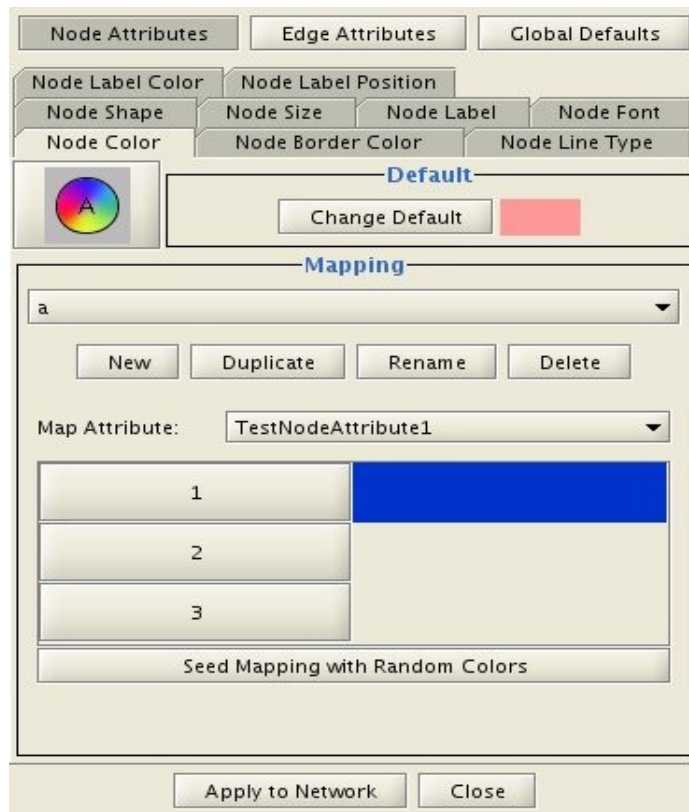 Node Attributes Edge Attributes Global Defaults
Node Label Color Node Label Position
Node Shape Node Size Node Label Node Font
Node Color Node Border Color Node Line Type
A
Default
Change Default
Mapping
a
New Duplicate Rename Delete
Map Attribute: TestNodeAttribute1
1
2
3
Seed Mapping with Random Colors
Apply to Network Close